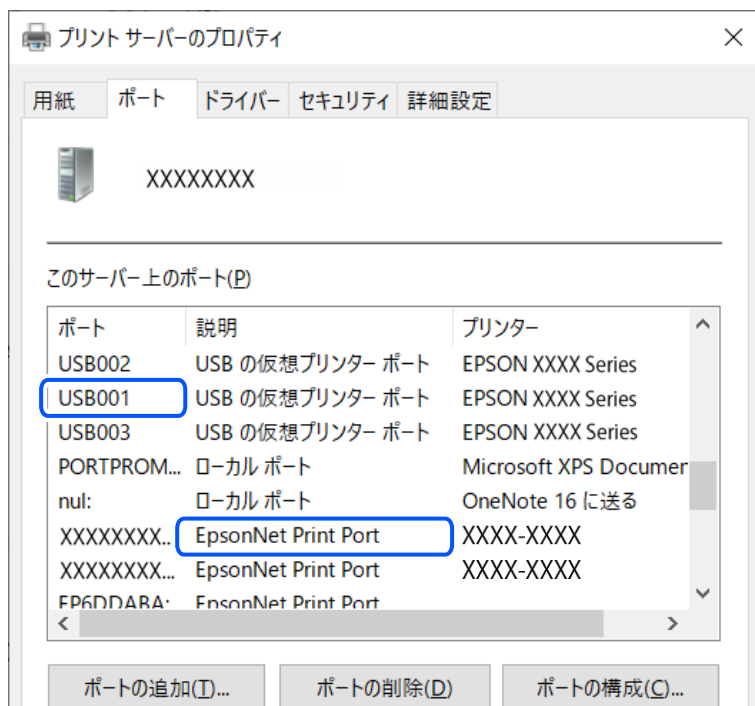 プリント サーバーのプロパティ
用紙 ポート ドライバー セキュリティ 詳細設定
XXXXXXXX
このサーバー上のポート(P)
ポート 説明 プリンター
USB002 USB の仮想プリンター ポート EPSON XXXX Series
USB001 USB の仮想プリンター ポート EPSON XXXX Series
USB003 USB の仮想プリンター ポート EPSON XXXX Series
PORTPROM... ローカル ポート Microsoft XPS Documen
nul: ローカル ポート OneNote 16 に送る
XXXXXXXX.. EpsonNet Print Port XXXX-XXXX
XXXXXXXX... EpsonNet Print Port XXXX-XXXX
EP6DDABA: EpsonNet Print Port
ポートの追加(T)... ポートの削除(D) ポートの構成(C)...